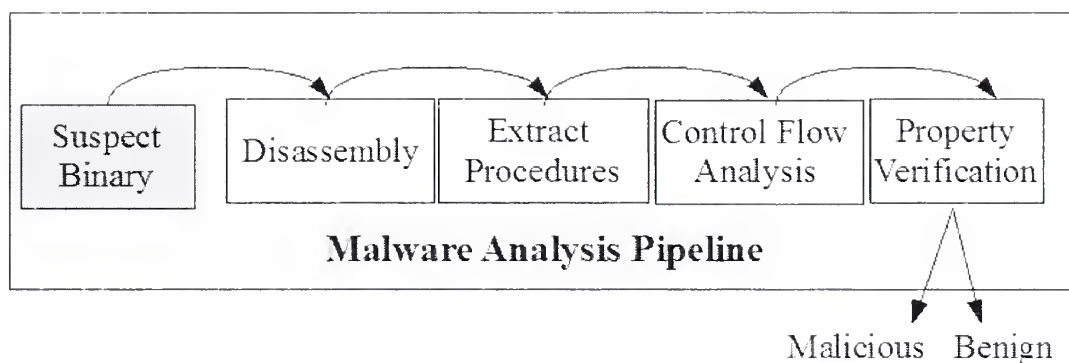 Suspect
Binary
Disassembly
Extract
Procedures
Control Flow
Analysis
Property
Verification
Malware Analysis Pipeline
Malicious Benign